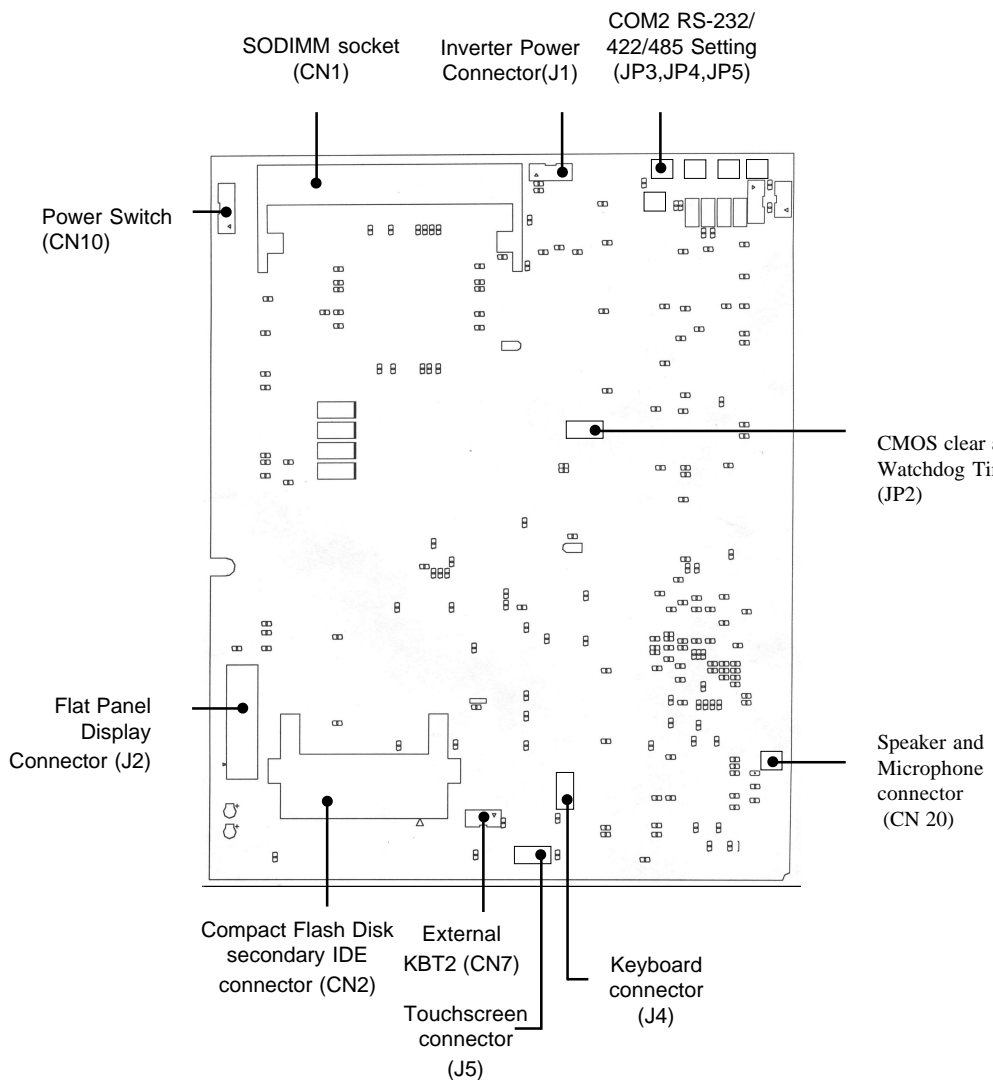 COM2 RS-232/
422/485 Setting
(JP3,JP4,JP5)
SODIMM socket
(CN1)
Inverter Power
Connector(J1)
Power Switch
(CN10)
CMOS clear
Watchdog
(JP2)
Flat Panel
Display
Connector (J2)
Speaker and
Microphone
connector
(CN 20)
Compact Flash Disk
secondary IDE
connector (CN2)
External
KBT2 (CN7)
Touchscreen
connector
(J5)
Keyboard
connector
(J4)